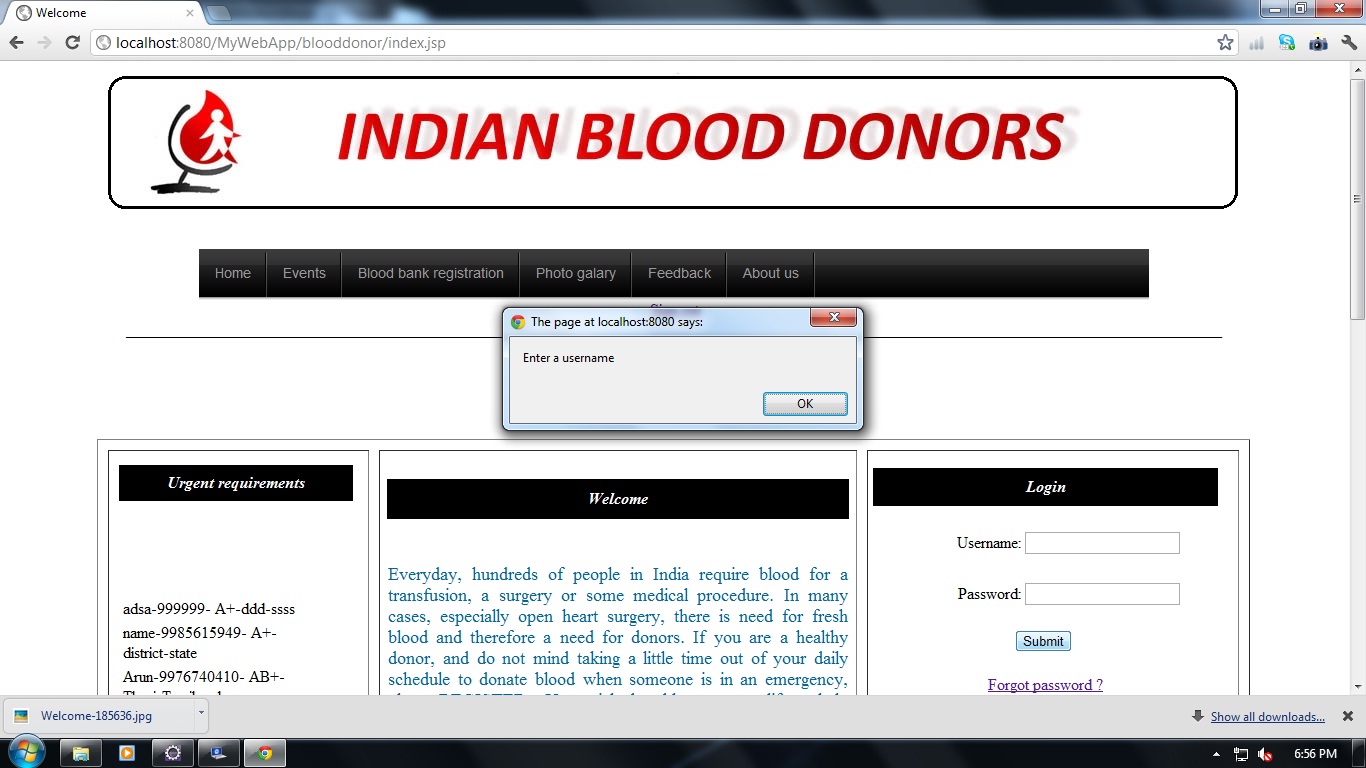 Welcome
localhost:8080/MyWebApp/blooddonor/index.jsp
INDIAN BLOOD DONORS
Home Events Blood bank registration Photo galary Feedback About us
The page at localhost:8080 says:
Enter a username
OK
Urgent requirements
adsa-999999- A+-ddd-ssss
name-9985615949- A+-
district-state
Arun-9976740410- AB+-
Welcome
Everyday, hundreds of people in India require blood for a
transfusion, a surgery or some medical procedure. In many
cases, especially open heart surgery, there is need for fresh
blood and therefore a need for donors. If you are a healthy
donor, and do not mind taking a little time out of your daily
schedule to donate blood when someone is in an emergency,
Login
Username:
Password:
Submit
Forgot password ?
Welcome-185636.jpg
Show all downloads...
6:56 PM